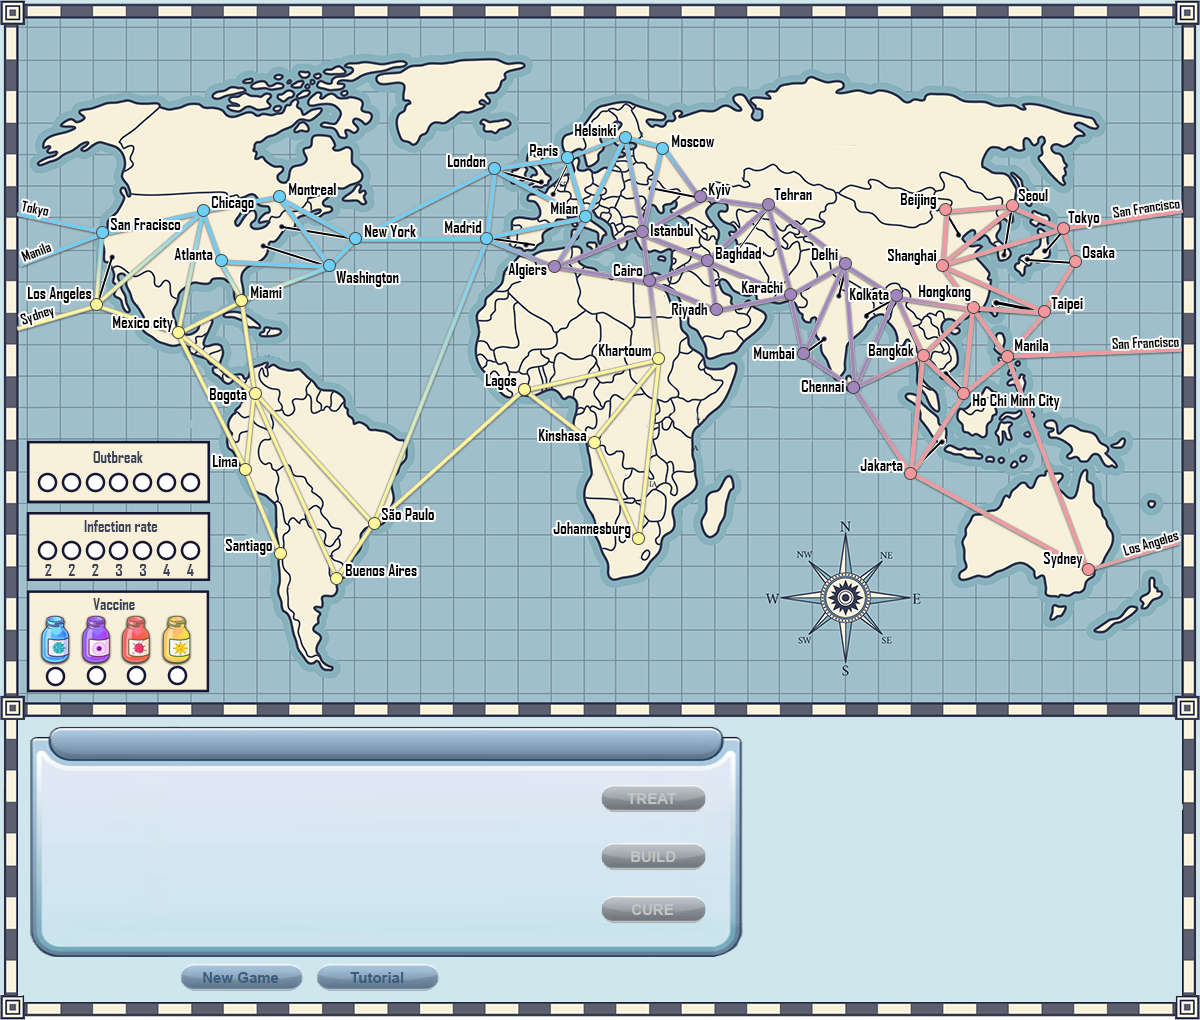 Helsinki
Moscow
Paris
London
Kyiv
Montreal
Tehran
Seoul
Beijing
Chicago
Milan
Tokyo
San Francisco
Tokyo
San Fracisco
New York
Madrid
Istanbul
Manila
Atlanta
Baghdad
Delhi
Shanghai
Osaka
Algiers
Cairo
Washington
Karachi
Kolkata
Hongkong
Los Angeles
Miami
Taipei
Sydney
Mexico city
Riyadh
Manila
San Francisco
Khartoum
Mumbai
Bangkok
Lagos
Chennai
Bogota
Ho Chi Minh City
Kinshasa
Outbreak
Lima
Jakarta
IA
São Paulo
Infection rate
Johannesburg
N
Santiago
Los Angeles
NW
NE
Sydney
2 2 2 3 3 4 4
Buenos Aires
W
E
Vaccine
SW
SE
S
TREAT
BUILD
CURE
New Game
Tutorial